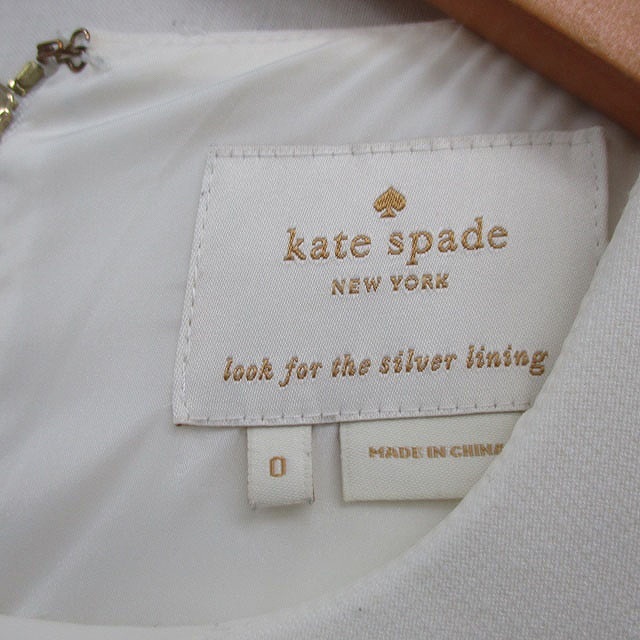 kate spade
NEW YORK
look for the silver lining
0
MADE IN CHINA